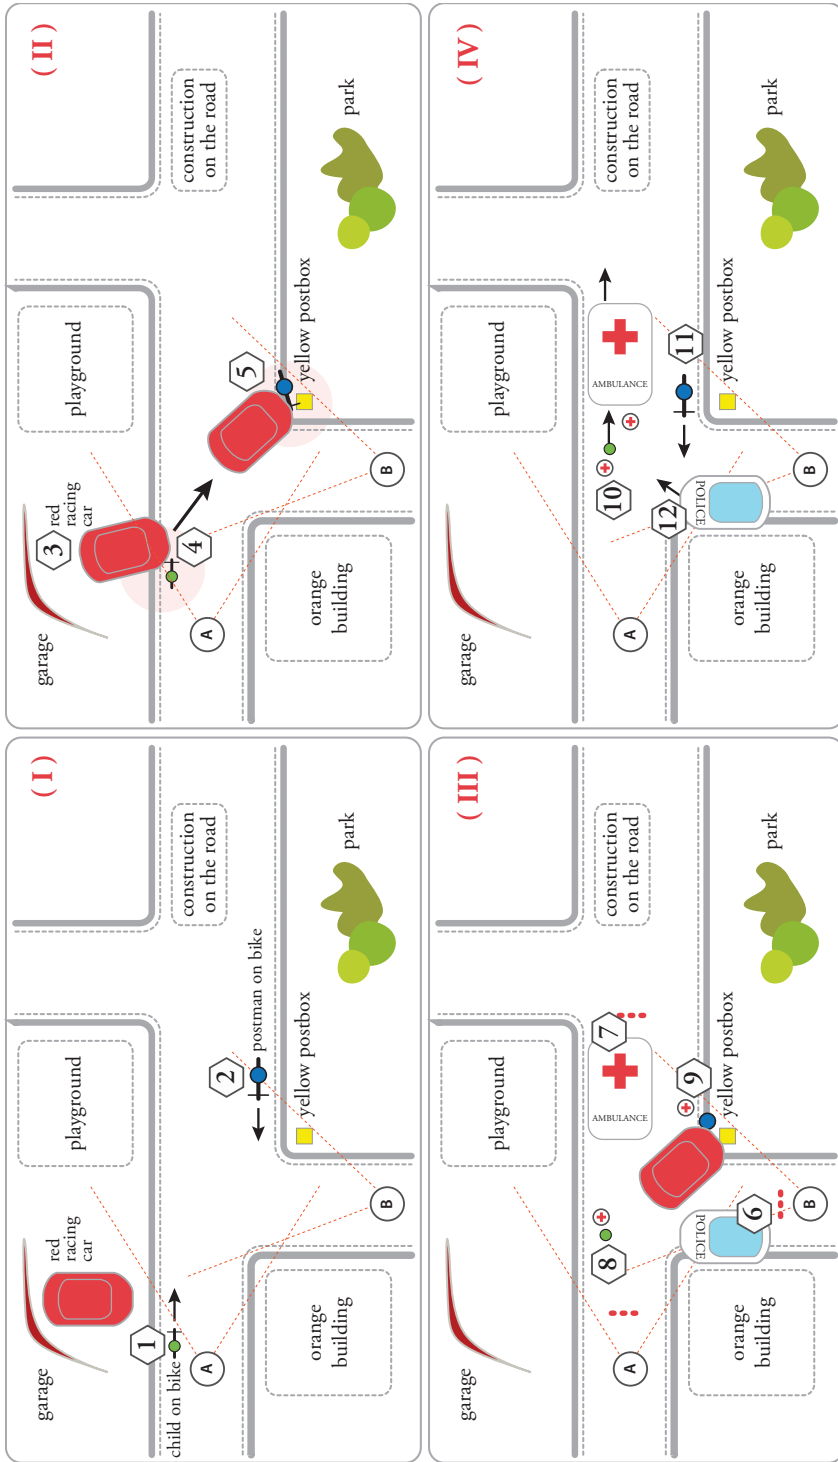 ( I )
garage
red
racing
car
playground
construction
on the road
1
child on bike
2
postman on bike
A
B
orange
building
yellow postbox
park
( II )
garage
3
red
racing
car
playground
construction
on the road
4
5
A
B
orange
building
yellow postbox
park
( III )
garage
playground
construction
on the road
7
AMBULANCE
8
9
A
POLICE
6
B
orange
building
yellow postbox
park
( IV )
garage
playground
construction
on the road
AMBULANCE
10
11
12
A
POLICE
B
orange
building
yellow postbox
park